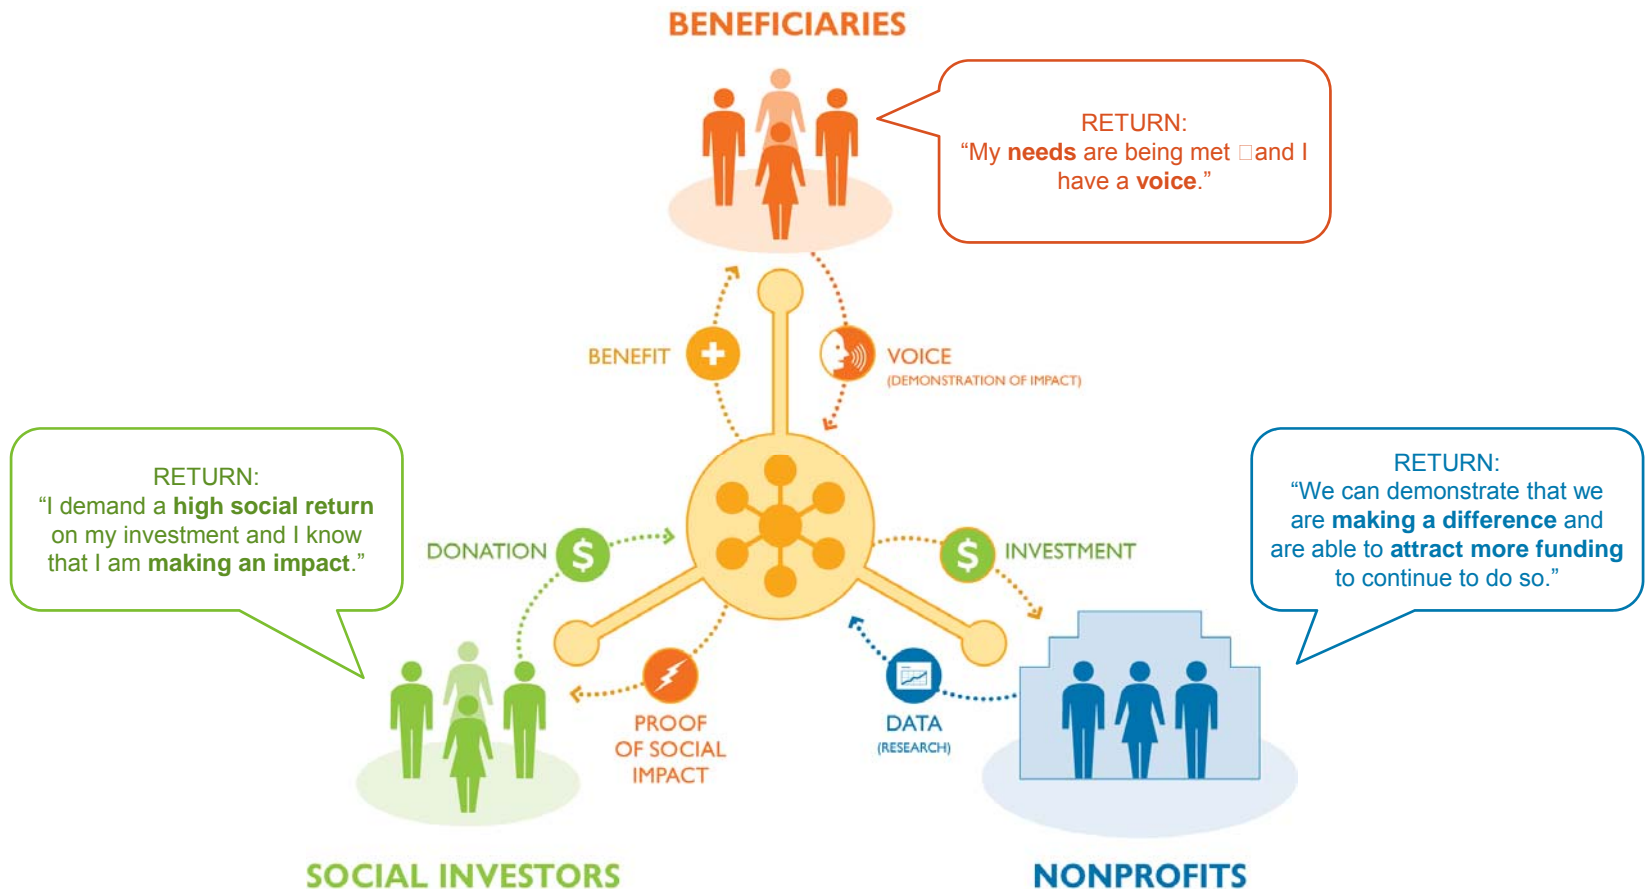 BENEFICIARIES
RETURN:
“My needs are being met □and I
have a voice.”
BENEFIT
VOICE
(DEMONSTRATION OF IMPACT)
RETURN:
“I demand a high social return
on my investment and I know
that I am making an impact.”
RETURN:
“We can demonstrate that we
are making a difference and
are able to attract more funding
to continue to do so.”
DONATION
$
$
INVESTMENT
PROOF
OF SOCIAL
IMPACT
DATA
(RESEARCH)
SOCIAL INVESTORS
NONPROFITS